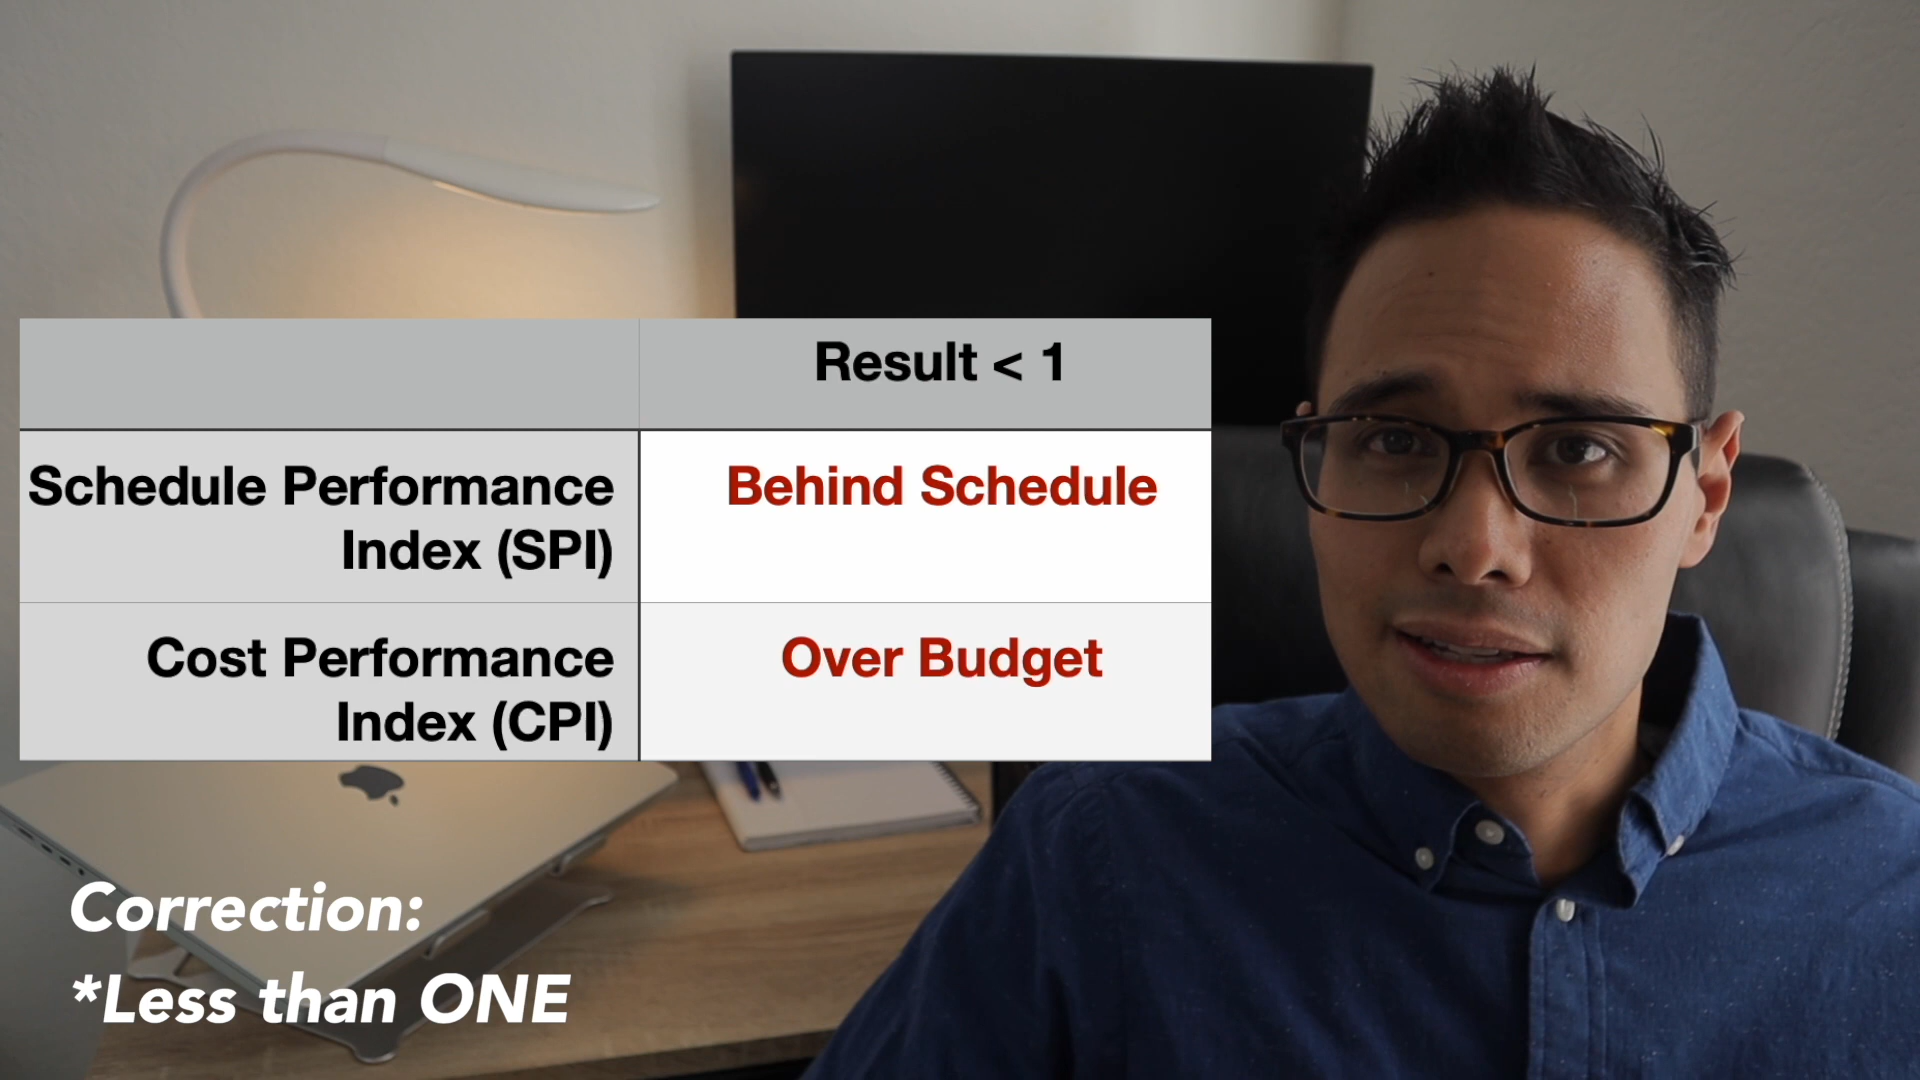 Result < 1
Schedule Performance
Index (SPI)
Behind Schedule
Cost Performance
Index (CPI)
Over Budget
Correction:
*Less than ONE